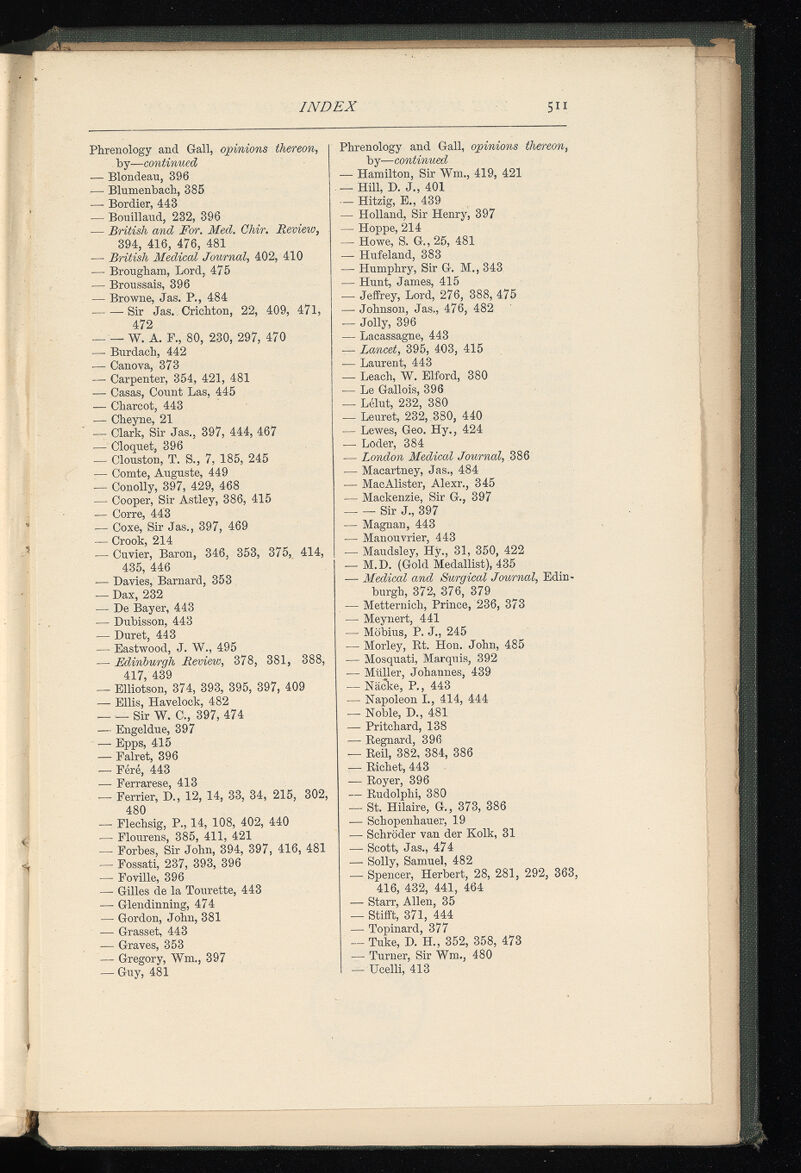 INDEX 511
Phrenology and Gall, opinions thereon,
by—continued
— Blondeau, 396
— Blumenbach, 385
— Bordier, 443
— Bouillaud, 232, 396
— British and For. Med. Chir. Review,
394, 416, 476, 481
— British Medical Journal, 402, 410
— Brougham, Lord, 475
— Broussais, 396
— Browne, Jas. P., 484
— — Sir Jas. Crichton, 22, 409, 471,
472
— — W. A. F., 80, 230, 297, 470
— Burdach, 442
— Canova, 373
— Carpenter, 354, 421, 481
— Casas, Count Las, 445
— Charcot, 443
— Cheyne, 21
— Clark, Sir Jas., 397, 444, 467
— Cloquet, 396
— Clouston, T. S., 7, 185, 245
— Comte, Auguste, 449
— Conolly, 397, 429, 468
— Cooper, Sir Astley, 386, 415
— Corre, 443
— Coxe, Sir Jas., 397, 469
— Crook, 214
— Cuvier, Baron, 346, 353, 375, 414,
435, 446
— Davies, Barnard, 353
— Dax, 232
— De Bayer, 443
— Dubisson, 443
— Duret, 443
— Eastwood, J. W., 495
— Edinburgh Review, 378, 381, 388,
417, 439
— Elliotson, 374, 393, 395, 397, 409
— Ellis, Havelock, 482
— — Sir W. C., 397, 474
— Engeldue, 397
— Epps, 415
— Falret, 396
— Féré, 443
— Ferrarese, 413
— Ferrier, D., 12, 14, 33, 34, 215, 302,
480
— Flechsig, P., 14, 108, 402, 440
— Flourens, 385, 411, 421
— Forbes, Sir John, 394, 397, 416, 481
— Fossati, 237, 393, 396
— Foville, 396
— Gilles de la Tourette, 443
— Glendinning, 474
— Gordon, John, 381
— Grasset, 443
— Graves, 353
— Gregory, Wm., 397
— Guy, 481
Phrenology and Gall, opinions thereon,
by—continued
— Hamilton, Sir Wm., 419, 421
— Hill, D. J., 401
— Hitzig, E., 439
— Holland, Sir Henry, 397
— Hoppe, 214
— Howe, S. G., 25, 481
— Hufeland, 383
— Humphry, Sir G. M., 343
— Hunt, James, 415
— Jeffrey, Lord, 276, 388, 475
— Johnson, Jas., 476, 482
— Jolly, 396
— Lacassagne, 443
— Lancet, 395, 403, 415
— Laurent, 443
— Leach, W. Elford, 380
— Le Gallois, 396
— Lélut, 232, 380
— Leuret, 232, 380, 440
— Lewes, Geo. Hy., 424
— Loder, 384
— London Medical Journal, 386
— Macartney, Jas., 484
— MacAlister, Alexr., 345
— Mackenzie, Sir G., 397
— — Sir J., 397
— Magnan, 443
— Manouvrier, 443
— Maudsley, Hy., 31, 350, 422
— M.D. (Gold Medallist), 435
— Medical and Surgical Journal, Edin-
burgh, 372, 376, 379
— Metternich, Prince, 236, 373
— Meynert, 441
— Möbius, P. J., 245
— Morley, Rt. Hon. John, 485
— Mosquati, Marquis, 392
— Müller, Johannes, 439
— Näcke, P., 443
— Napoleon I., 414, 444
— Noble, D., 481
— Pritchard, 138
— Regnard, 396
— Reil, 382, 384, 386
— Richet, 443
— Royer, 396
— Rudolphi, 380
— St. Hilaire, G., 373, 386
— Schopenhauer, 19
— Schröder van der Kolk, 31
— Scott, Jas., 474
— Solly, Samuel, 482
— Spencer, Herbert, 28, 281, 292, 363,
416, 432, 441, 464
— Starr, Allen, 35
— Stifft, 371, 444
— Topinard, 377
— Tuke, D. H., 352, 358, 473
— Turner, Sir Wm., 480
— Ucelli, 413